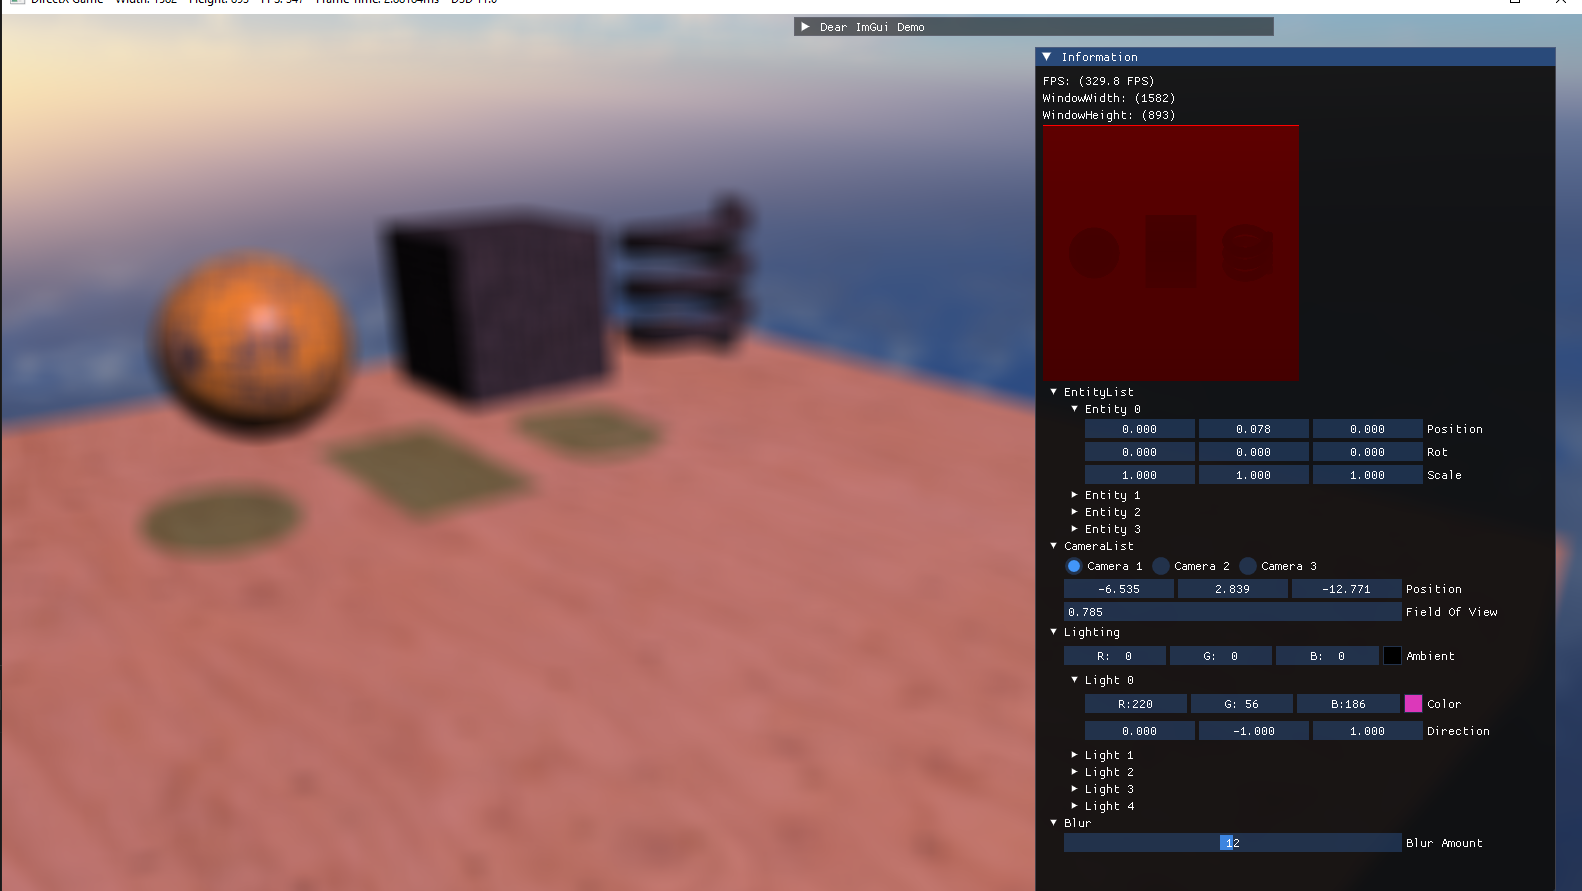 Dear ImGui Demo
Information
FPS: (329.8 FPS)
WindowWidth: (1582)
WindowHeight: (893)
EntityList
Entity 0
0.000 0.078 0.000 Position
0.000 0.000 0.000 Rot
1.000 1.000 1.000 Scale
Entity 1
Entity 2
Entity 3
CameraList
Camera 1 Camera 2 Camera 3
-6.535 2.839 -12.771 Position
0.785 Field Of View
Lighting
R: 0 G: 0 B: 0 Ambient
Light 0
R:220 G: 56 B:186 Color
0.000 -1.000 1.000 Direction
Light 1
Light 2
Light 3
Light 4
Blur
12 Blur Amount